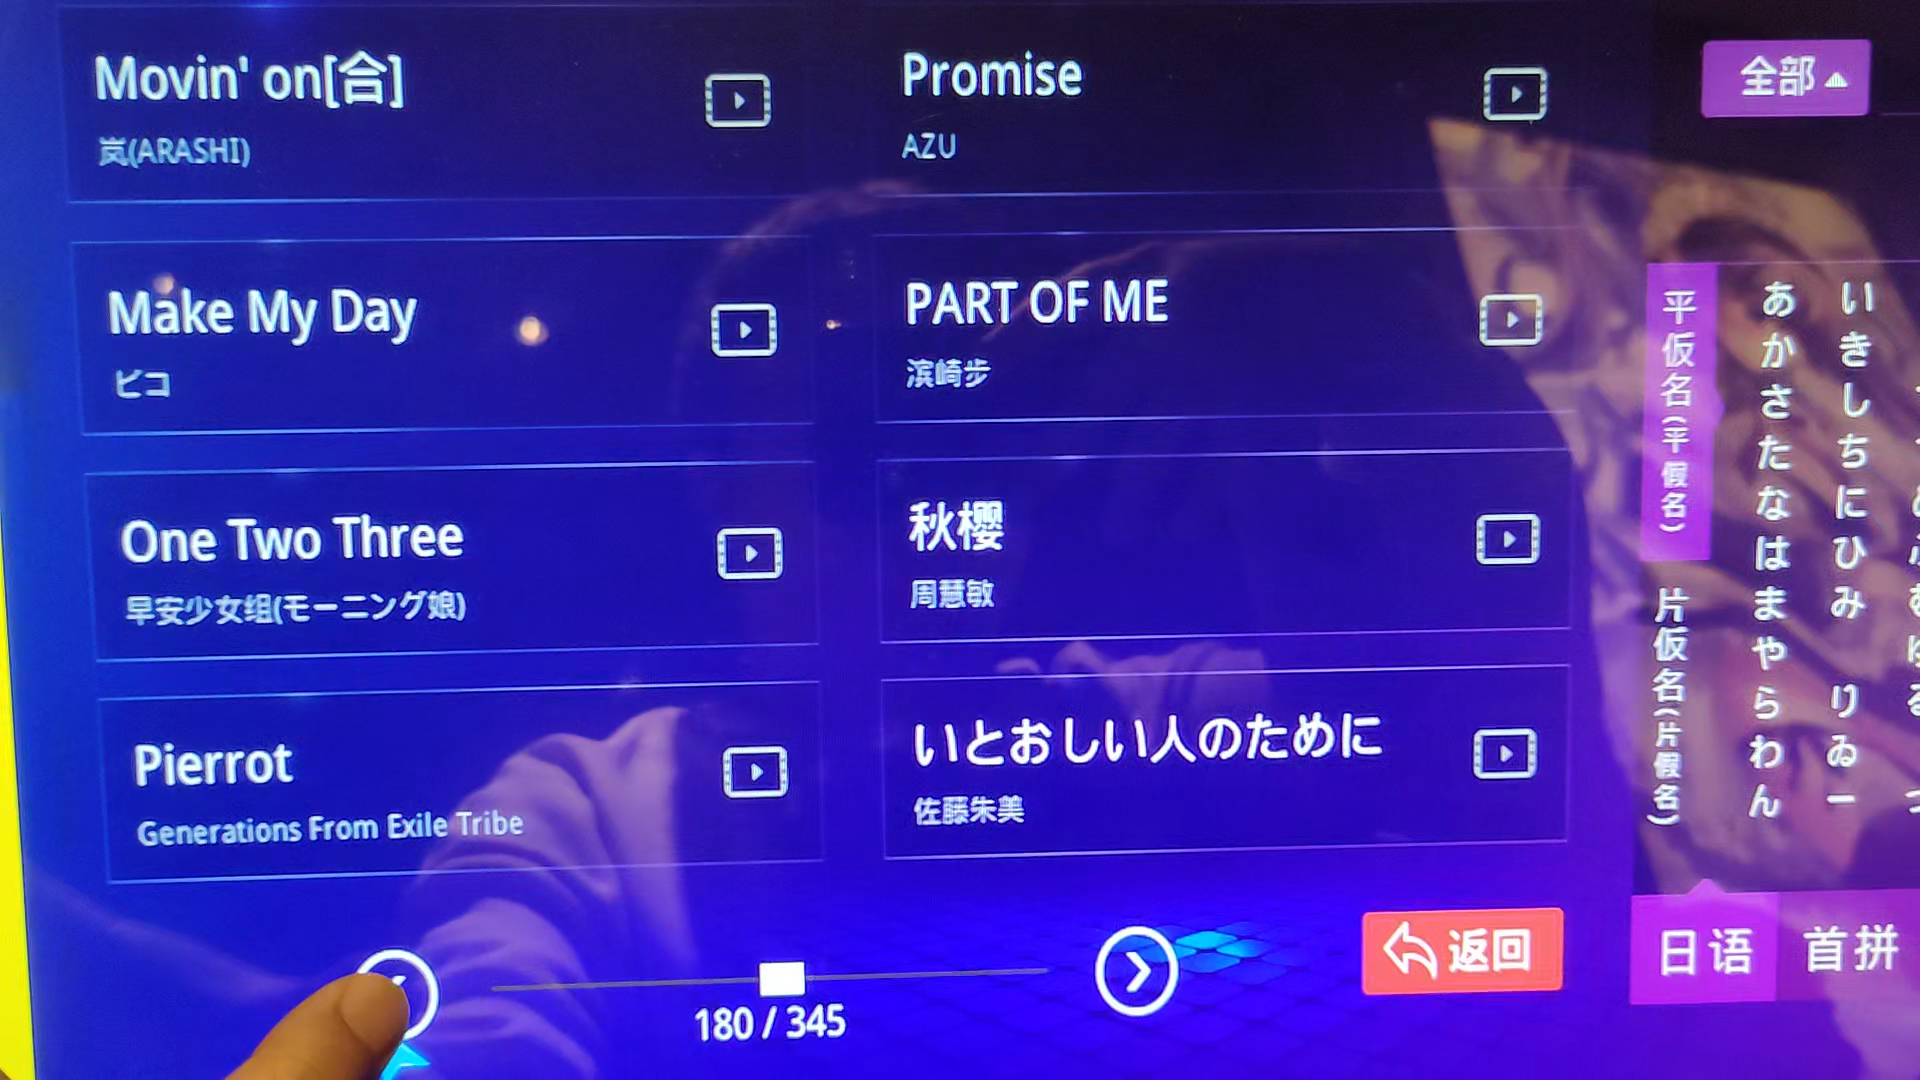 Movin' on[合]
岚(ARASHI)
Promise
AZU
全部
Make My Day
ピコ
PART OF ME
滨崎步
One Two Three
早安少女组(モーニング娘)
秋樱
周慧敏
Pierrot
Generations From Exile Tribe
いとおしい人のために
佐藤朱美
180 / 345
返回
平仮名(平假名)
片仮名(片假名)
あかさたなはまやらわん
いきしちにひみ りゐー
日语
首拼